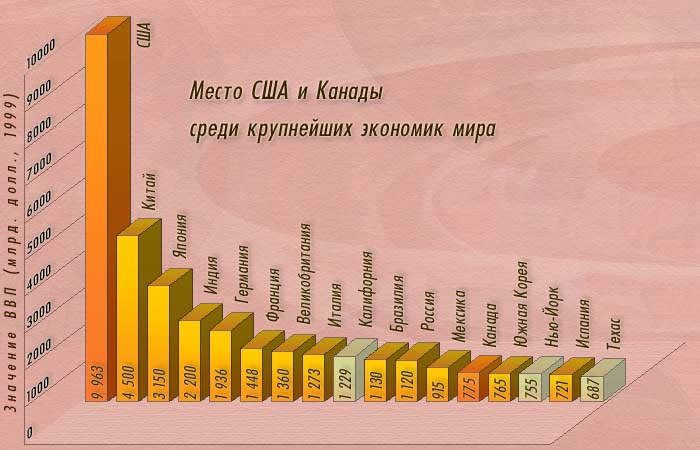 Место США и Канады
среди крупнейших экономик мира
Значение ВВП (млрд. долл., 1999)
10000
9000
8000
7000
6000
5000
4000
3000
2000
1000
0
США
Китай
Япония
Индия
Германия
Франция
Великобритания
Италия
Калифорния
Бразилия
Россия
Мексика
Канада
Южная Корея
Нью-Йорк
Испания
Техас
9 963
4 500
3 150
2 200
1 936
1 448
1 360
1 273
1 229
1 130
1 120
915
775
765
755
721
687